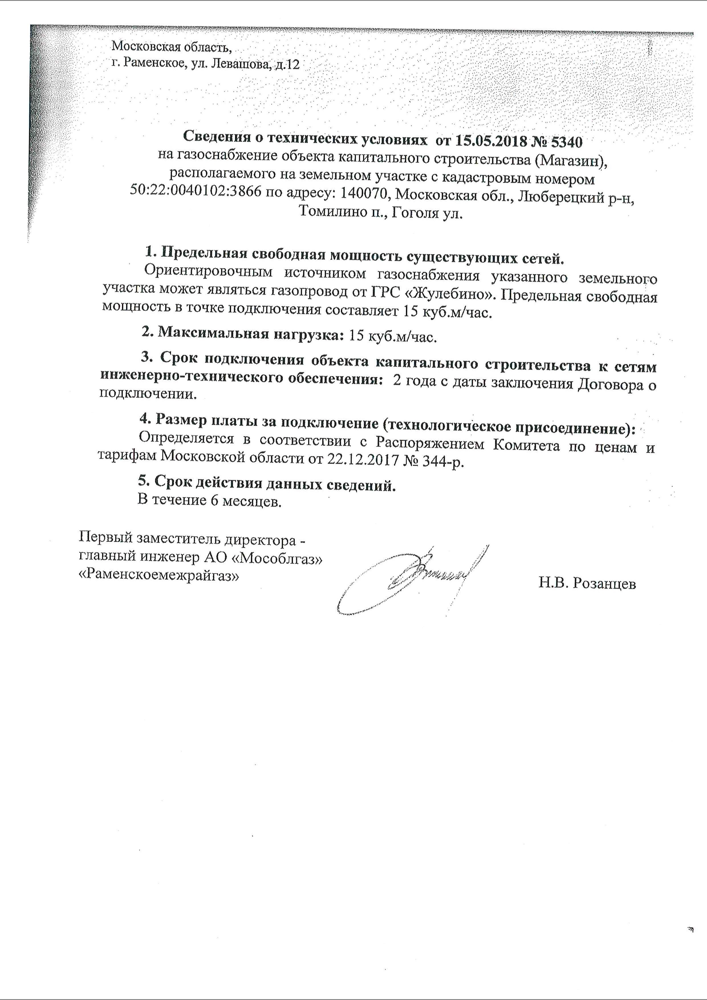 Московская область,
г. Раменское, ул. Левашова, д.12
Сведения о технических условиях от 15.05.2018 № 5340
на газоснабжение объекта капитального строительства (Магазин),
располагаемого на земельном участке с кадастровым номером
50:22:0040102:3866 по адресу: 140070, Московская обл., Люберецкий р-н,
Томилино п., Гоголя ул.
1. Предельная свободная мощность существующих сетей.
Ориентировочным источником газоснабжения указанного земельного
участка может являться газопровод от ГРС «Жулебино». Предельная свободная
мощность в точке подключения составляет 15 куб.м/час.
2. Максимальная нагрузка: 15 куб.м/час.
3. Срок подключения объекта капитального строительства к сетям
инженерно-технического обеспечения: 2 года с даты заключения Договора о
подключении.
4. Размер платы за подключение (технологическое присоединение):
Определяется в соответствии с Распоряжением Комитета по ценам и
тарифам Московской области от 22.12.2017 № 344-р.
5. Срок действия данных сведений.
В течение 6 месяцев.
Первый заместитель директора -
главный инженер АО «Мособлгаз»
«Раменскоемежрайгаз»
Н.В. Розанцев